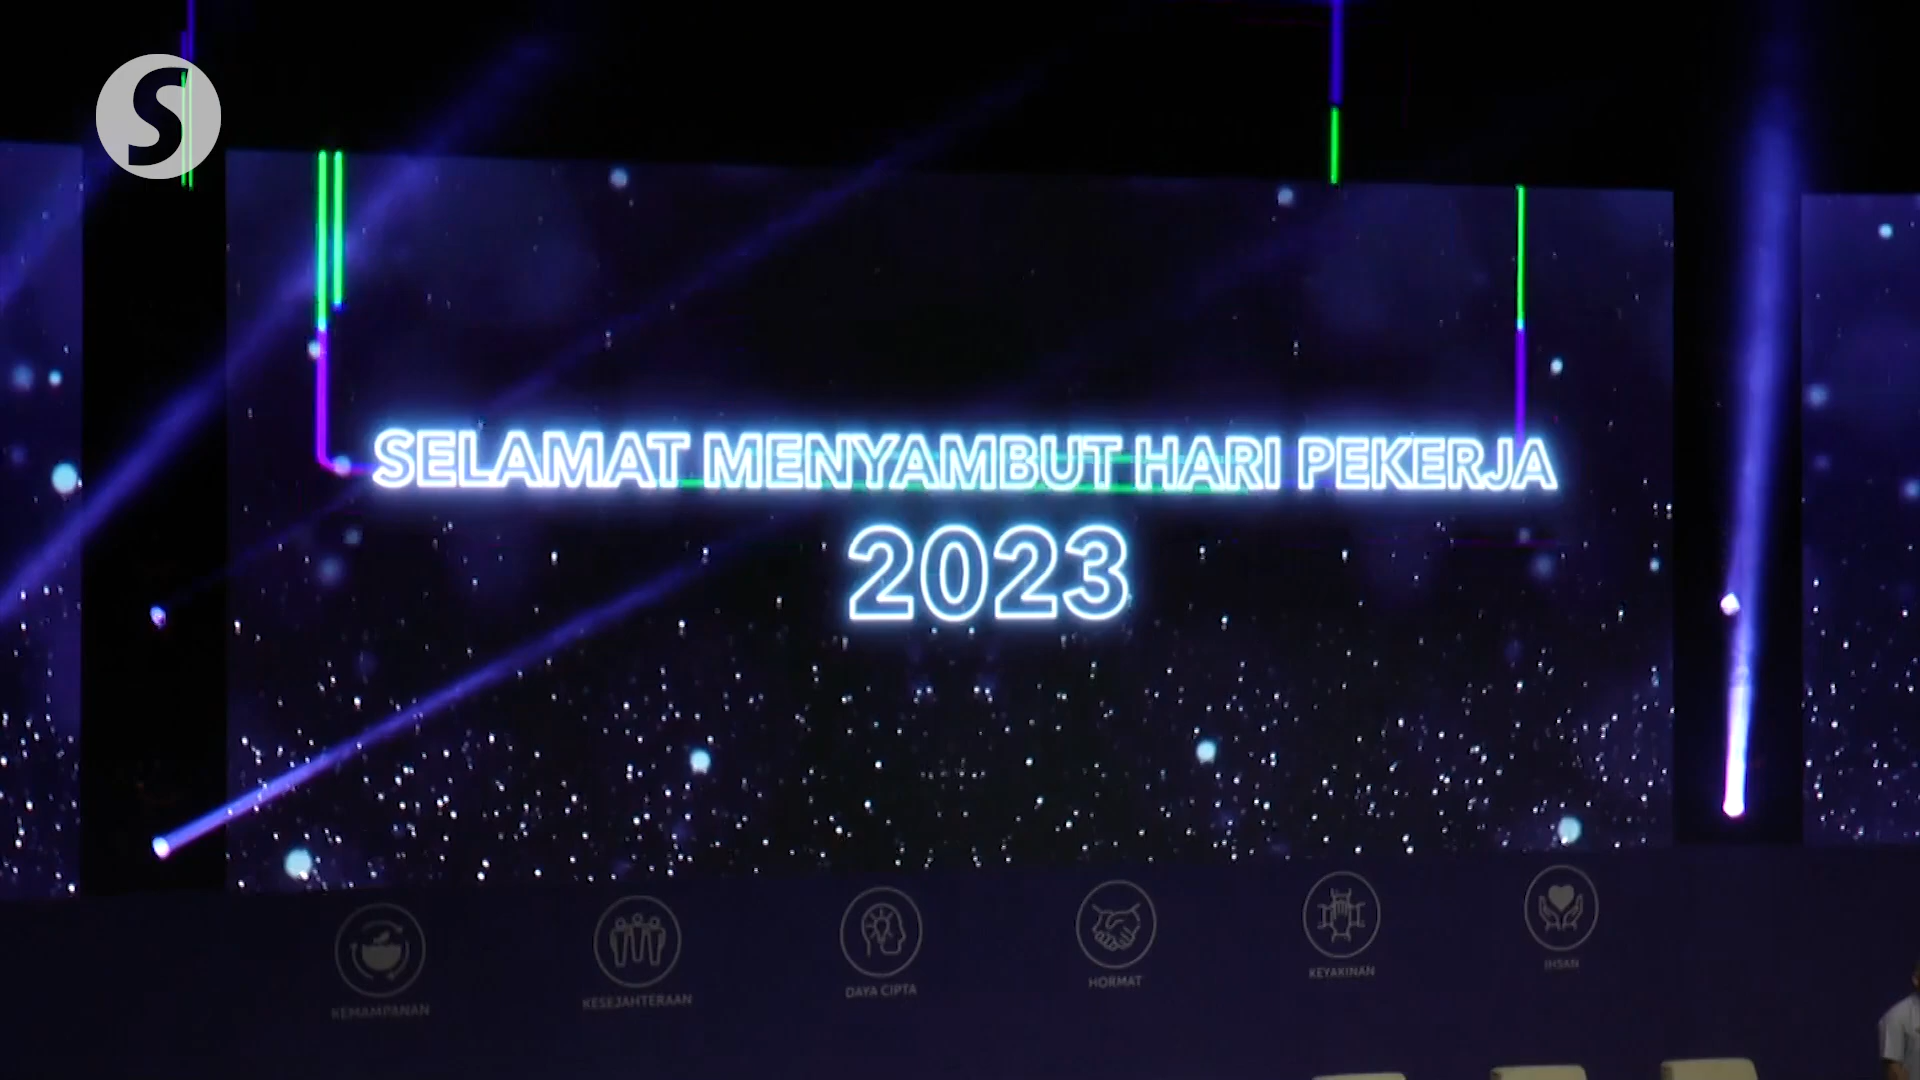 S
SELAMAT MENYAMBUT HARI PEKERJA
2023
KEMAMPANAN
KESEJAHTERAAN
DAYA CIPTA
HORMAT
KEYAKINAN
IHSAN